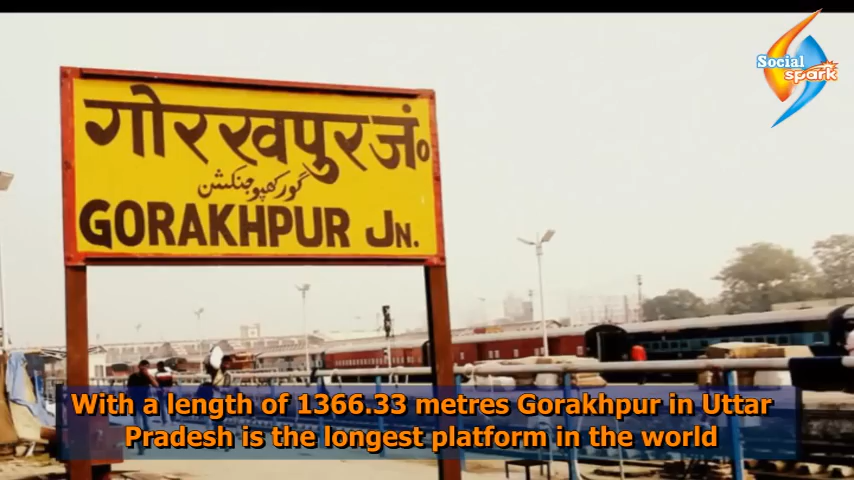 Social
spark
गोरखपुर जं०
گورکھپور جنکشن
GORAKHPUR JN.
With a length of 1366.33 metres Gorakhpur in Uttar
Pradesh is the longest platform in the world